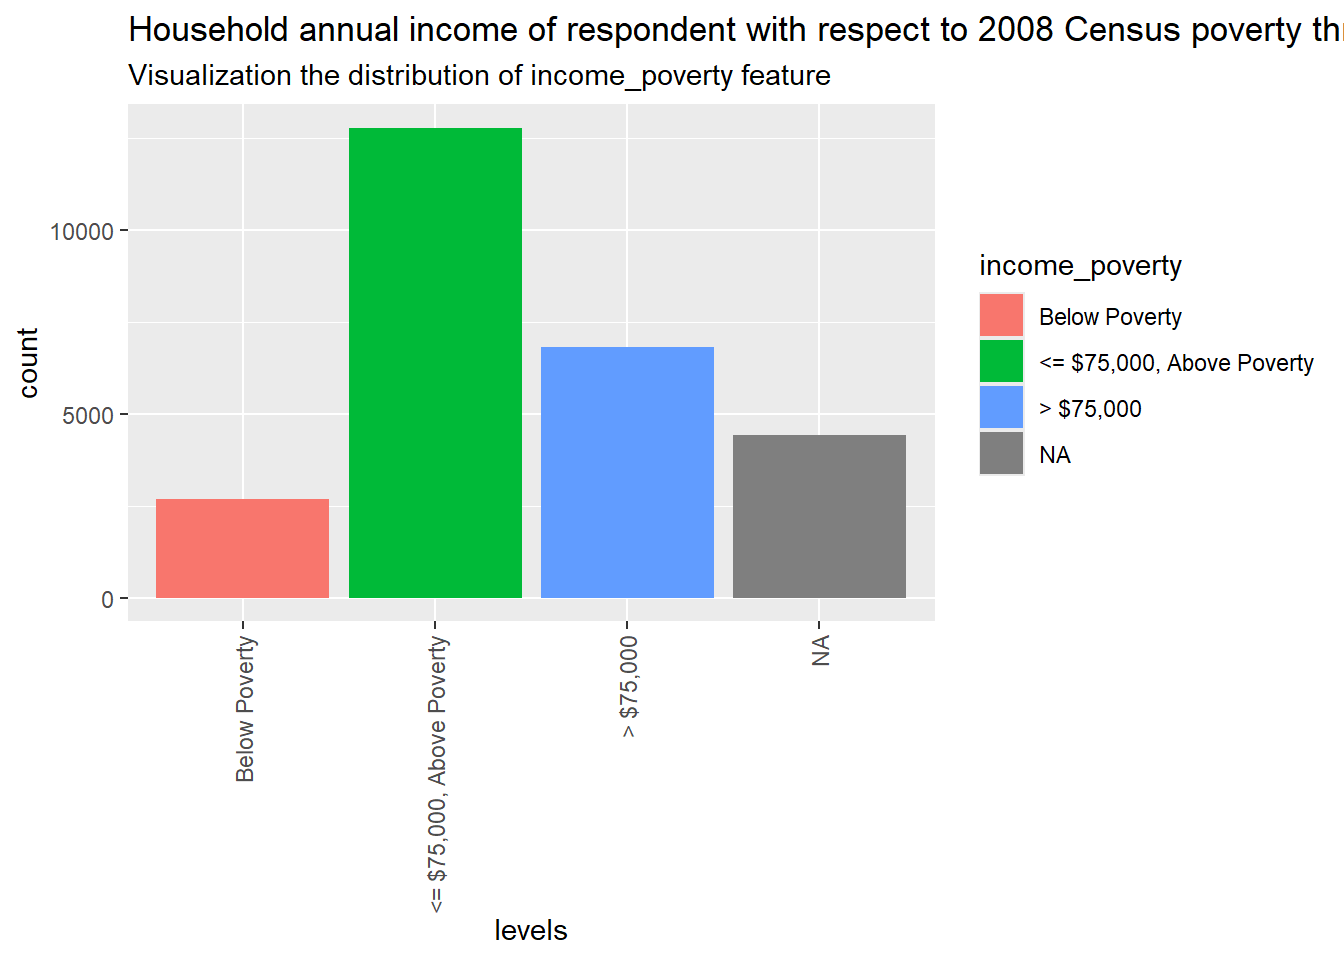 Household annual income of respondent with respect to 2008 Census poverty
Visualization the distribution of income_poverty feature
count
10000
5000
0
Below Poverty
<= $75,000, Above Poverty
> $75,000
NA
levels
income_poverty
Below Poverty
<= $75,000, Above Poverty
> $75,000
NA